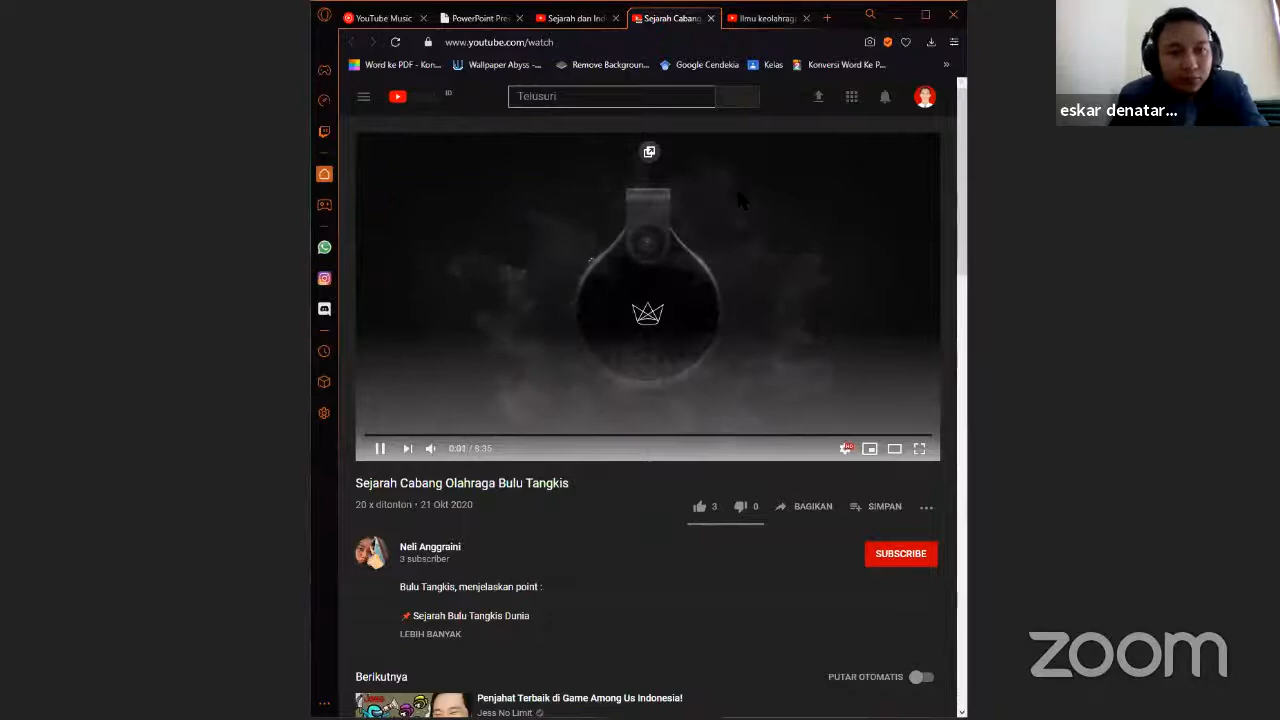 YouTube Music
PowerPoint Pre
Sejarah dan Ind
Sejarah Cabang
Ilmu keolahraga
www.youtube.com/watch
Word ke PDF - Kon...
Wallpaper Abyss -...
Remove Backgroun...
Google Cendekia
Kelas
Konversi Word Ke P...
ID
Telusuri
eskar denatar...
0:01 / 8:35
HD
Sejarah Cabang Olahraga Bulu Tangkis
20 x ditonton • 21 Okt 2020
3
0
BAGIKAN
SIMPAN
Neli Anggraini
3 subscriber
SUBSCRIBE
Bulu Tangkis, menjelaskan point :
Sejarah Bulu Tangkis Dunia
LEBIH BANYAK
Berikutnya
PUTAR OTOMATIS
Penjahat Terbaik di Game Among Us Indonesia!
Jess No Limit
zoom